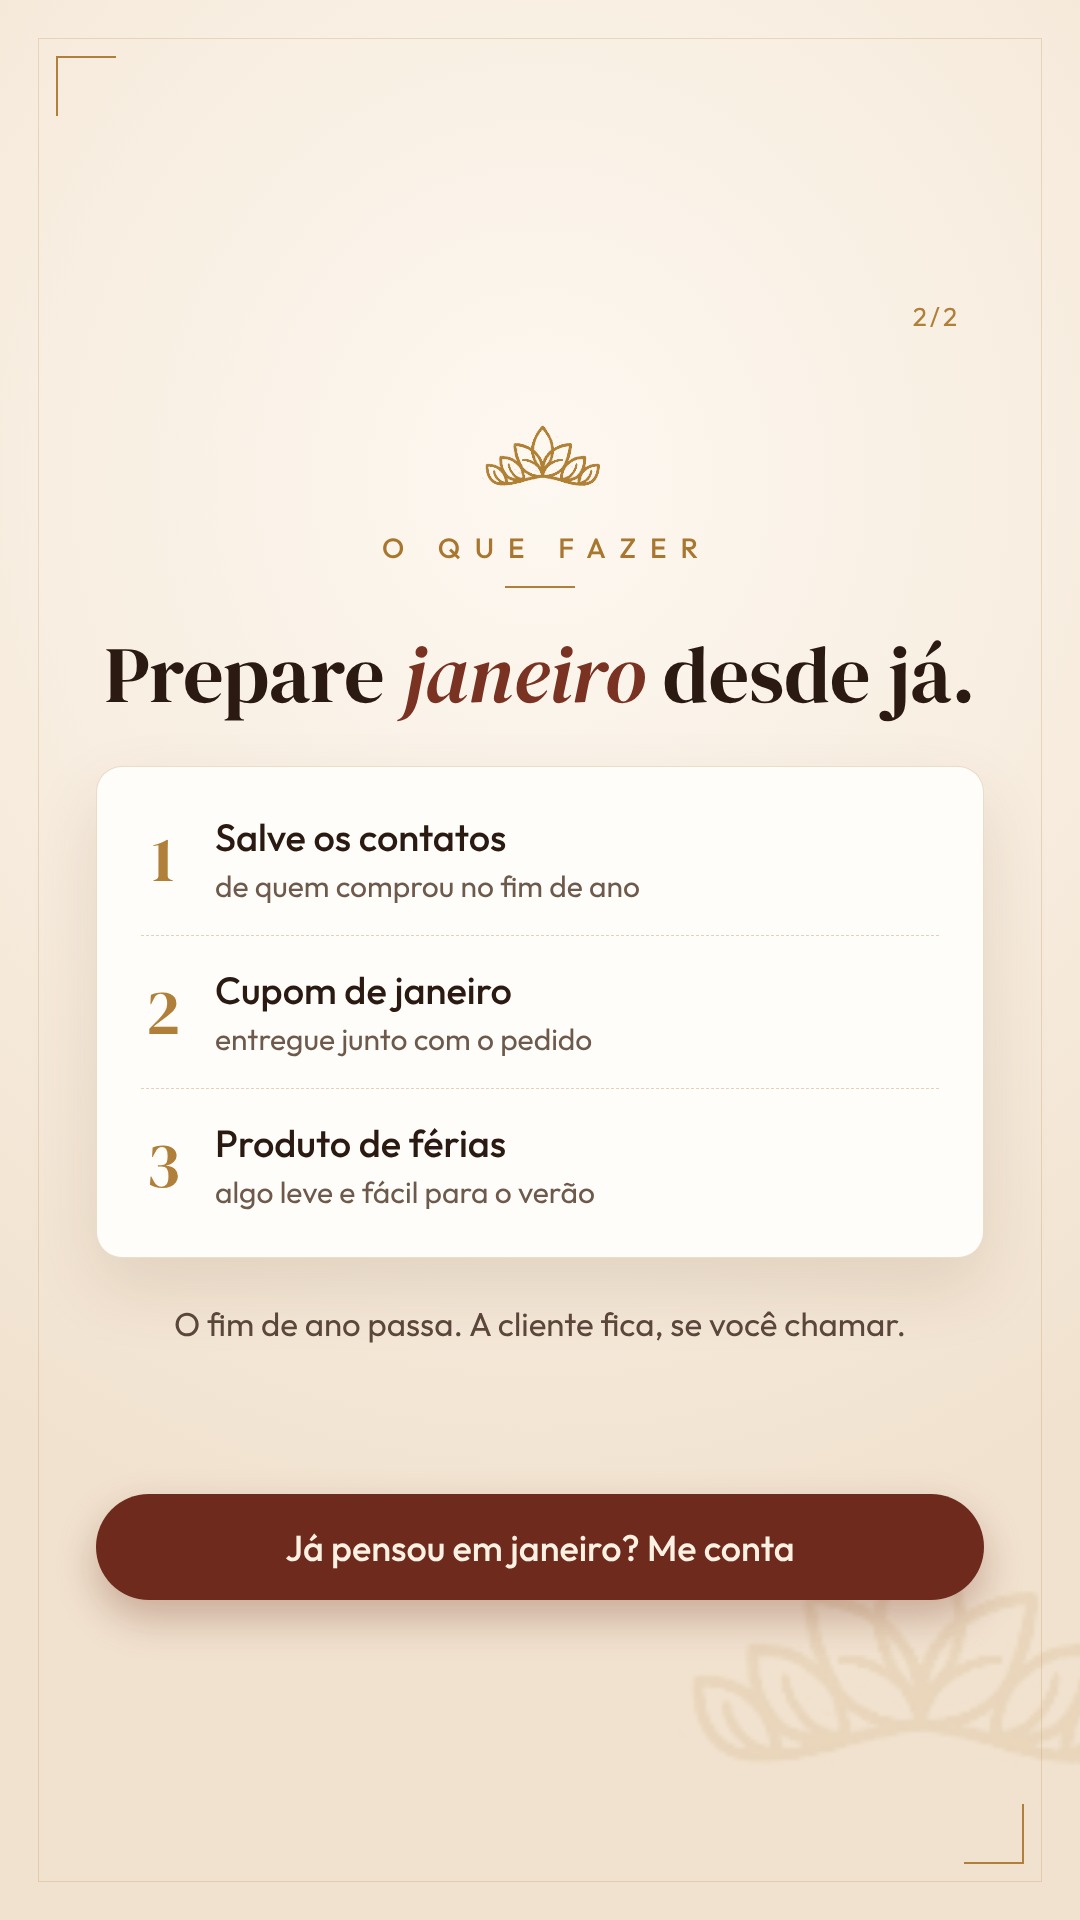 2/2
O QUE FAZER
Prepare janeiro desde já.
1
Salve os contatos
de quem comprou no fim de ano
2
Cupom de janeiro
entregue junto com o pedido
3
Produto de férias
algo leve e fácil para o verão
O fim de ano passa. A cliente fica, se você chamar.
Já pensou em janeiro? Me conta